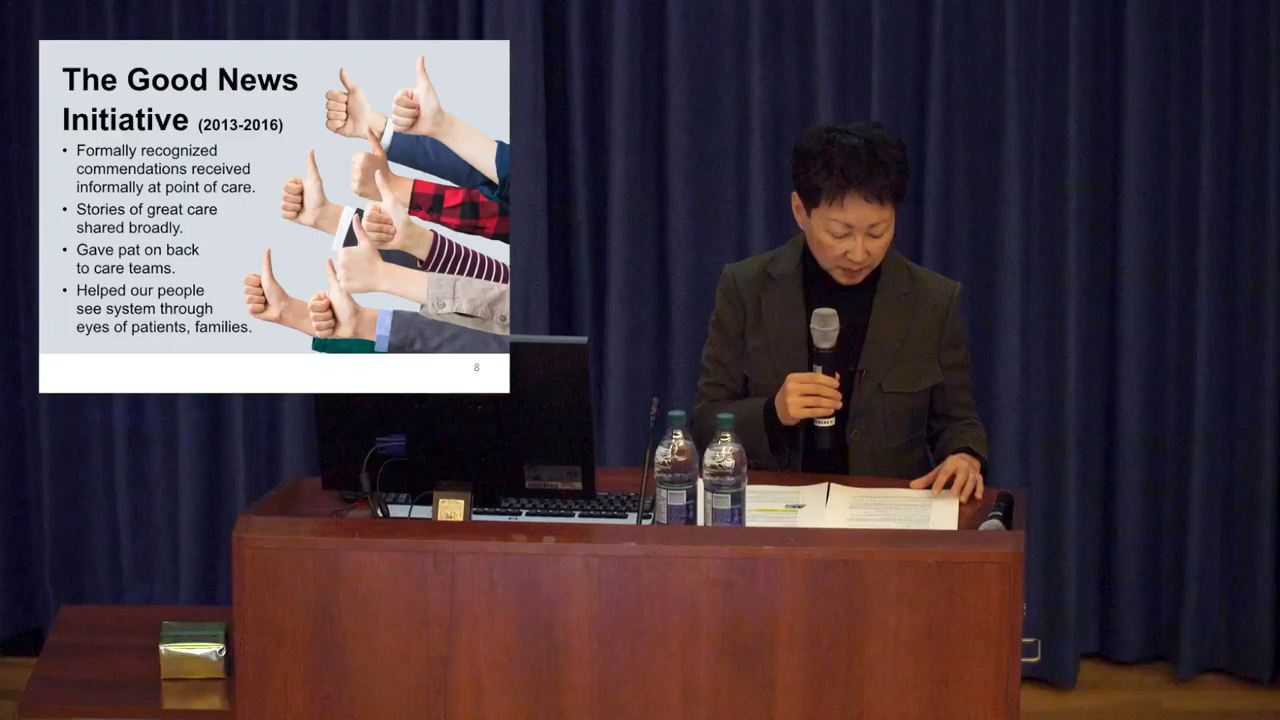 The Good News
Initiative (2013-2016)
• Formally recognized
commendations received
informally at point of care.
• Stories of great care
shared broadly.
• Gave pat on back
to care teams.
• Helped our people
see system through
eyes of patients, families.
8